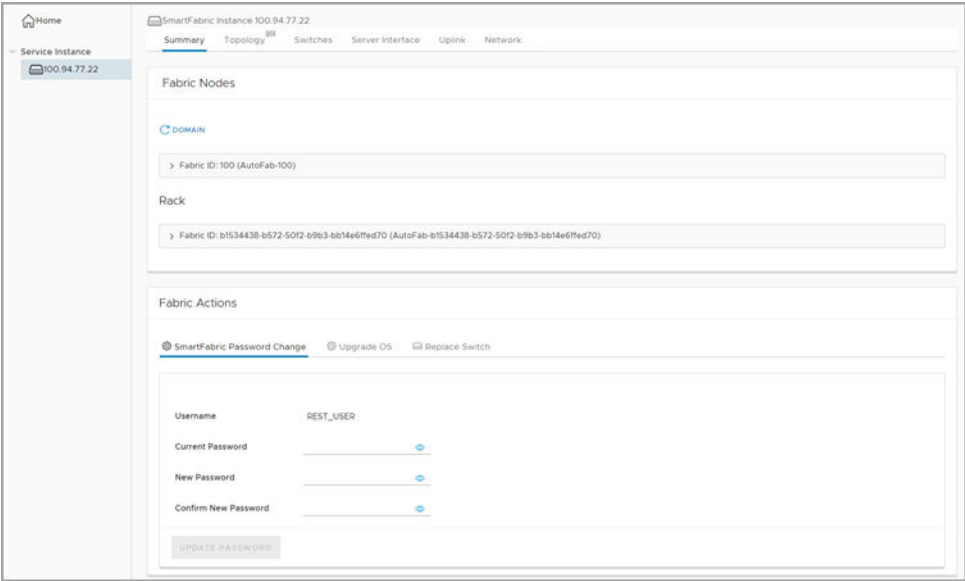 Home
SmartFabric Instance 100.94.77.22
Summary Topology Switches Server Interface Uplink Network
Service Instance
100.94.77.22
Fabric Nodes
DOMAIN
Fabric ID: 100 (AutoFab-100)
Rack
Fabric ID: b1534438-b572-50f2-b9b3-bb14e6ffed70 (AutoFab-b1534438-b572-50f2-b9b3-bb14e6ffed70)
Fabric Actions
SmartFabric Password Change Upgrade OS Replace Switch
Username REST_USER
Current Password
New Password
Confirm New Password
UPDATE PASSWORD